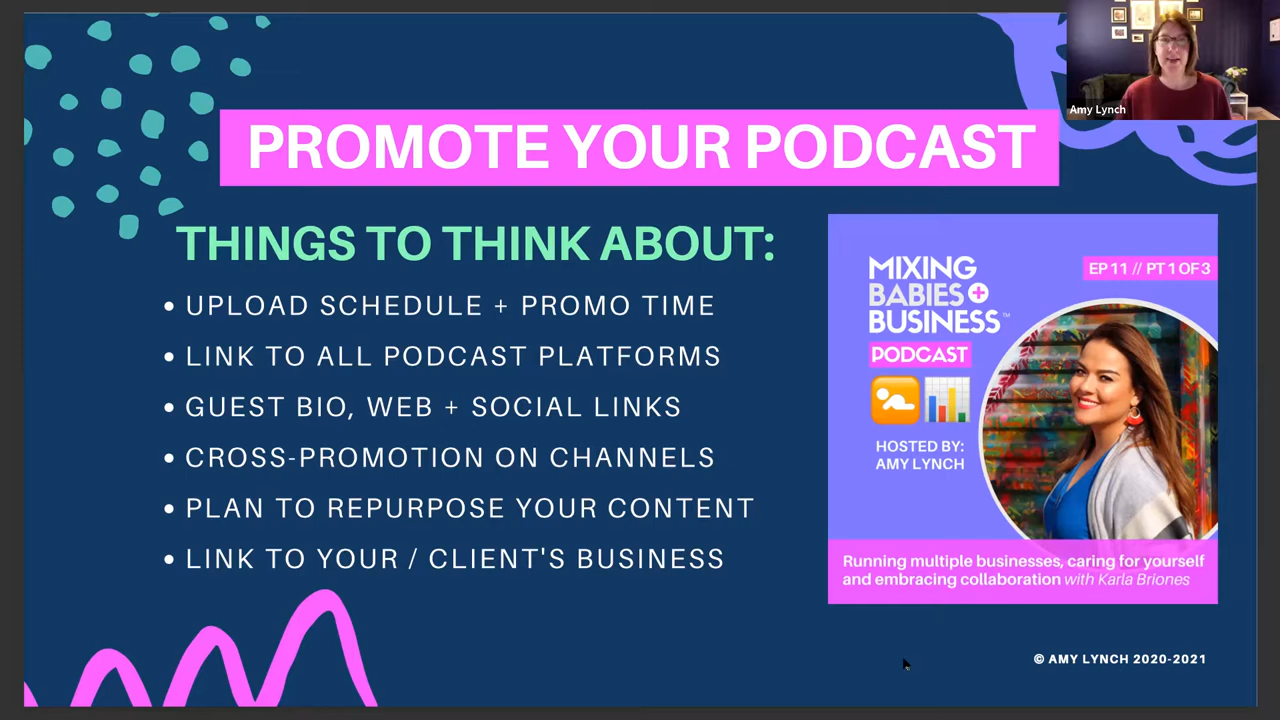 Amy Lynch
PROMOTE YOUR PODCAST
THINGS TO THINK ABOUT:
• UPLOAD SCHEDULE + PROMO TIME
• LINK TO ALL PODCAST PLATFORMS
• GUEST BIO, WEB + SOCIAL LINKS
• CROSS-PROMOTION ON CHANNELS
• PLAN TO REPURPOSE YOUR CONTENT
• LINK TO YOUR / CLIENT'S BUSINESS
EP 11 // PT 1 OF 3
MIXING
BABIES +
BUSINESS™
PODCAST
HOSTED BY:
AMY LYNCH
Running multiple businesses, caring for yourself
and embracing collaboration with Karla Briones
© AMY LYNCH 2020-2021